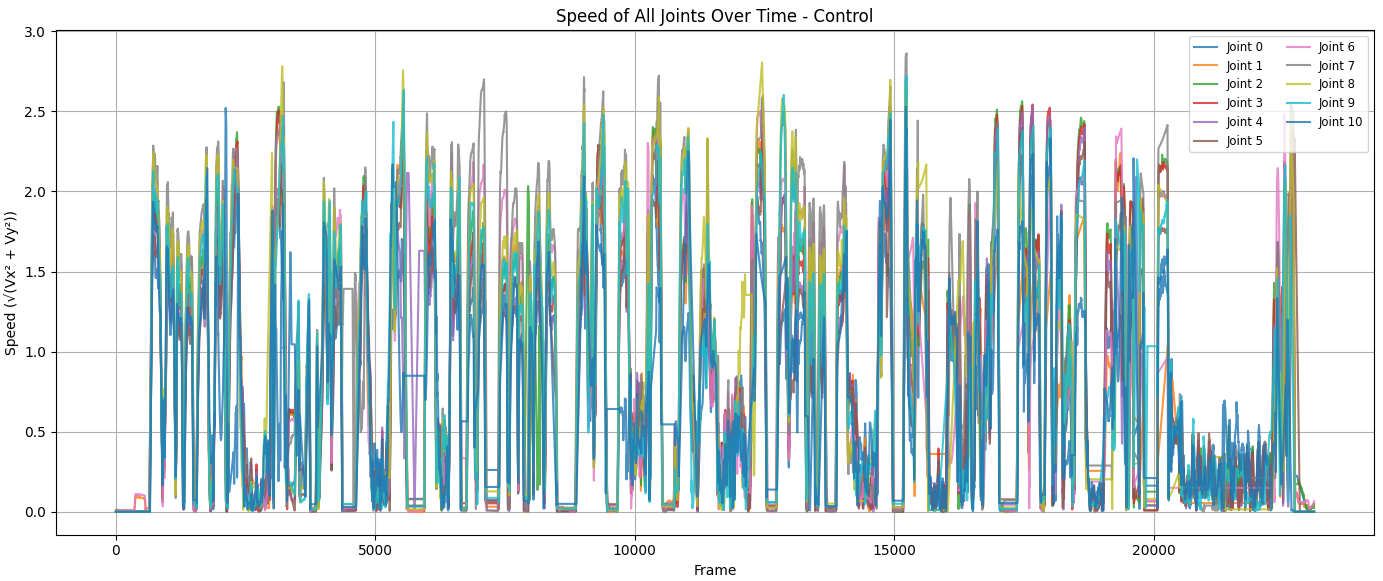 Speed of All Joints Over Time - Control
Speed (√(Vx² + Vy²))
3.0
2.5
2.0
1.5
1.0
0.5
0.0
0 5000 10000 15000 20000
Frame
Joint 0
Joint 1
Joint 2
Joint 3
Joint 4
Joint 5
Joint 6
Joint 7
Joint 8
Joint 9
Joint 10